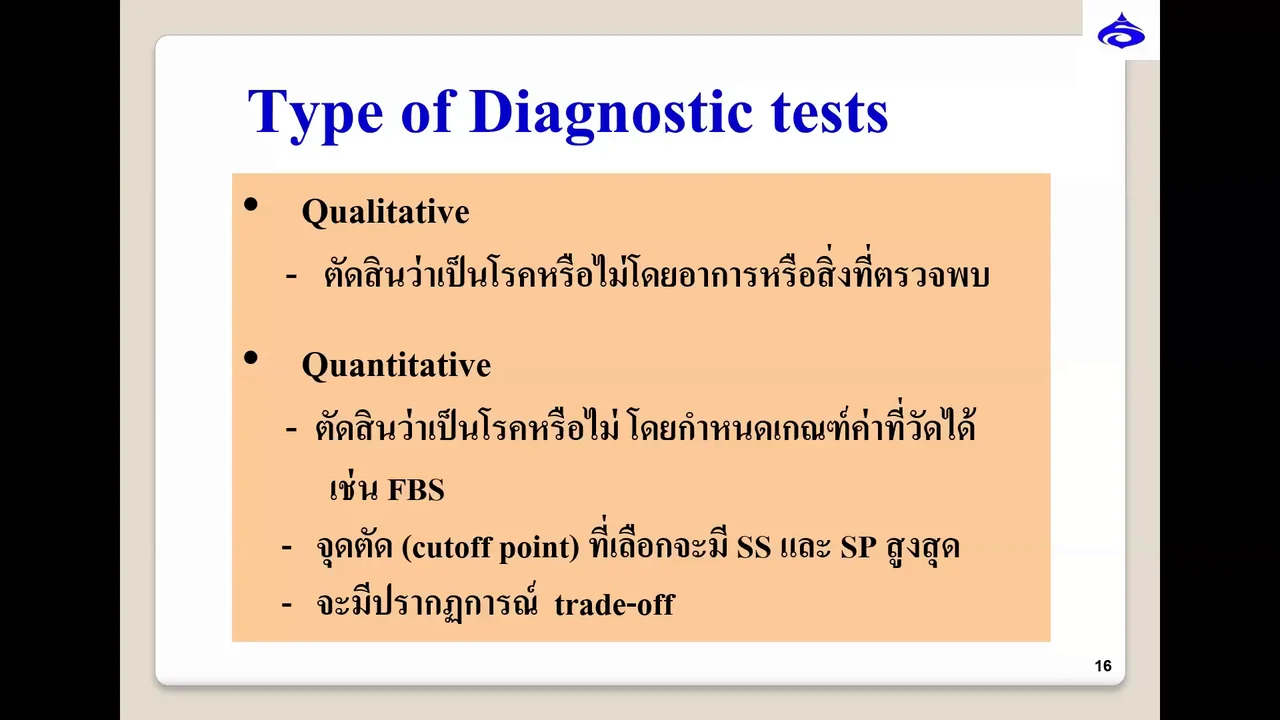 Type of Diagnostic tests
• Qualitative
- ตัดสินว่าเป็นโรคหรือไม่โดยอาการหรือสิ่งที่ตรวจพบ
• Quantitative
- ตัดสินว่าเป็นโรคหรือไม่ โดยกำหนดเกณฑ์ค่าที่วัดได้
เช่น FBS
- จุดตัด (cutoff point) ที่เลือกจะมี SS และ SP สูงสุด
- จะมีปรากฏการณ์ trade-off
16